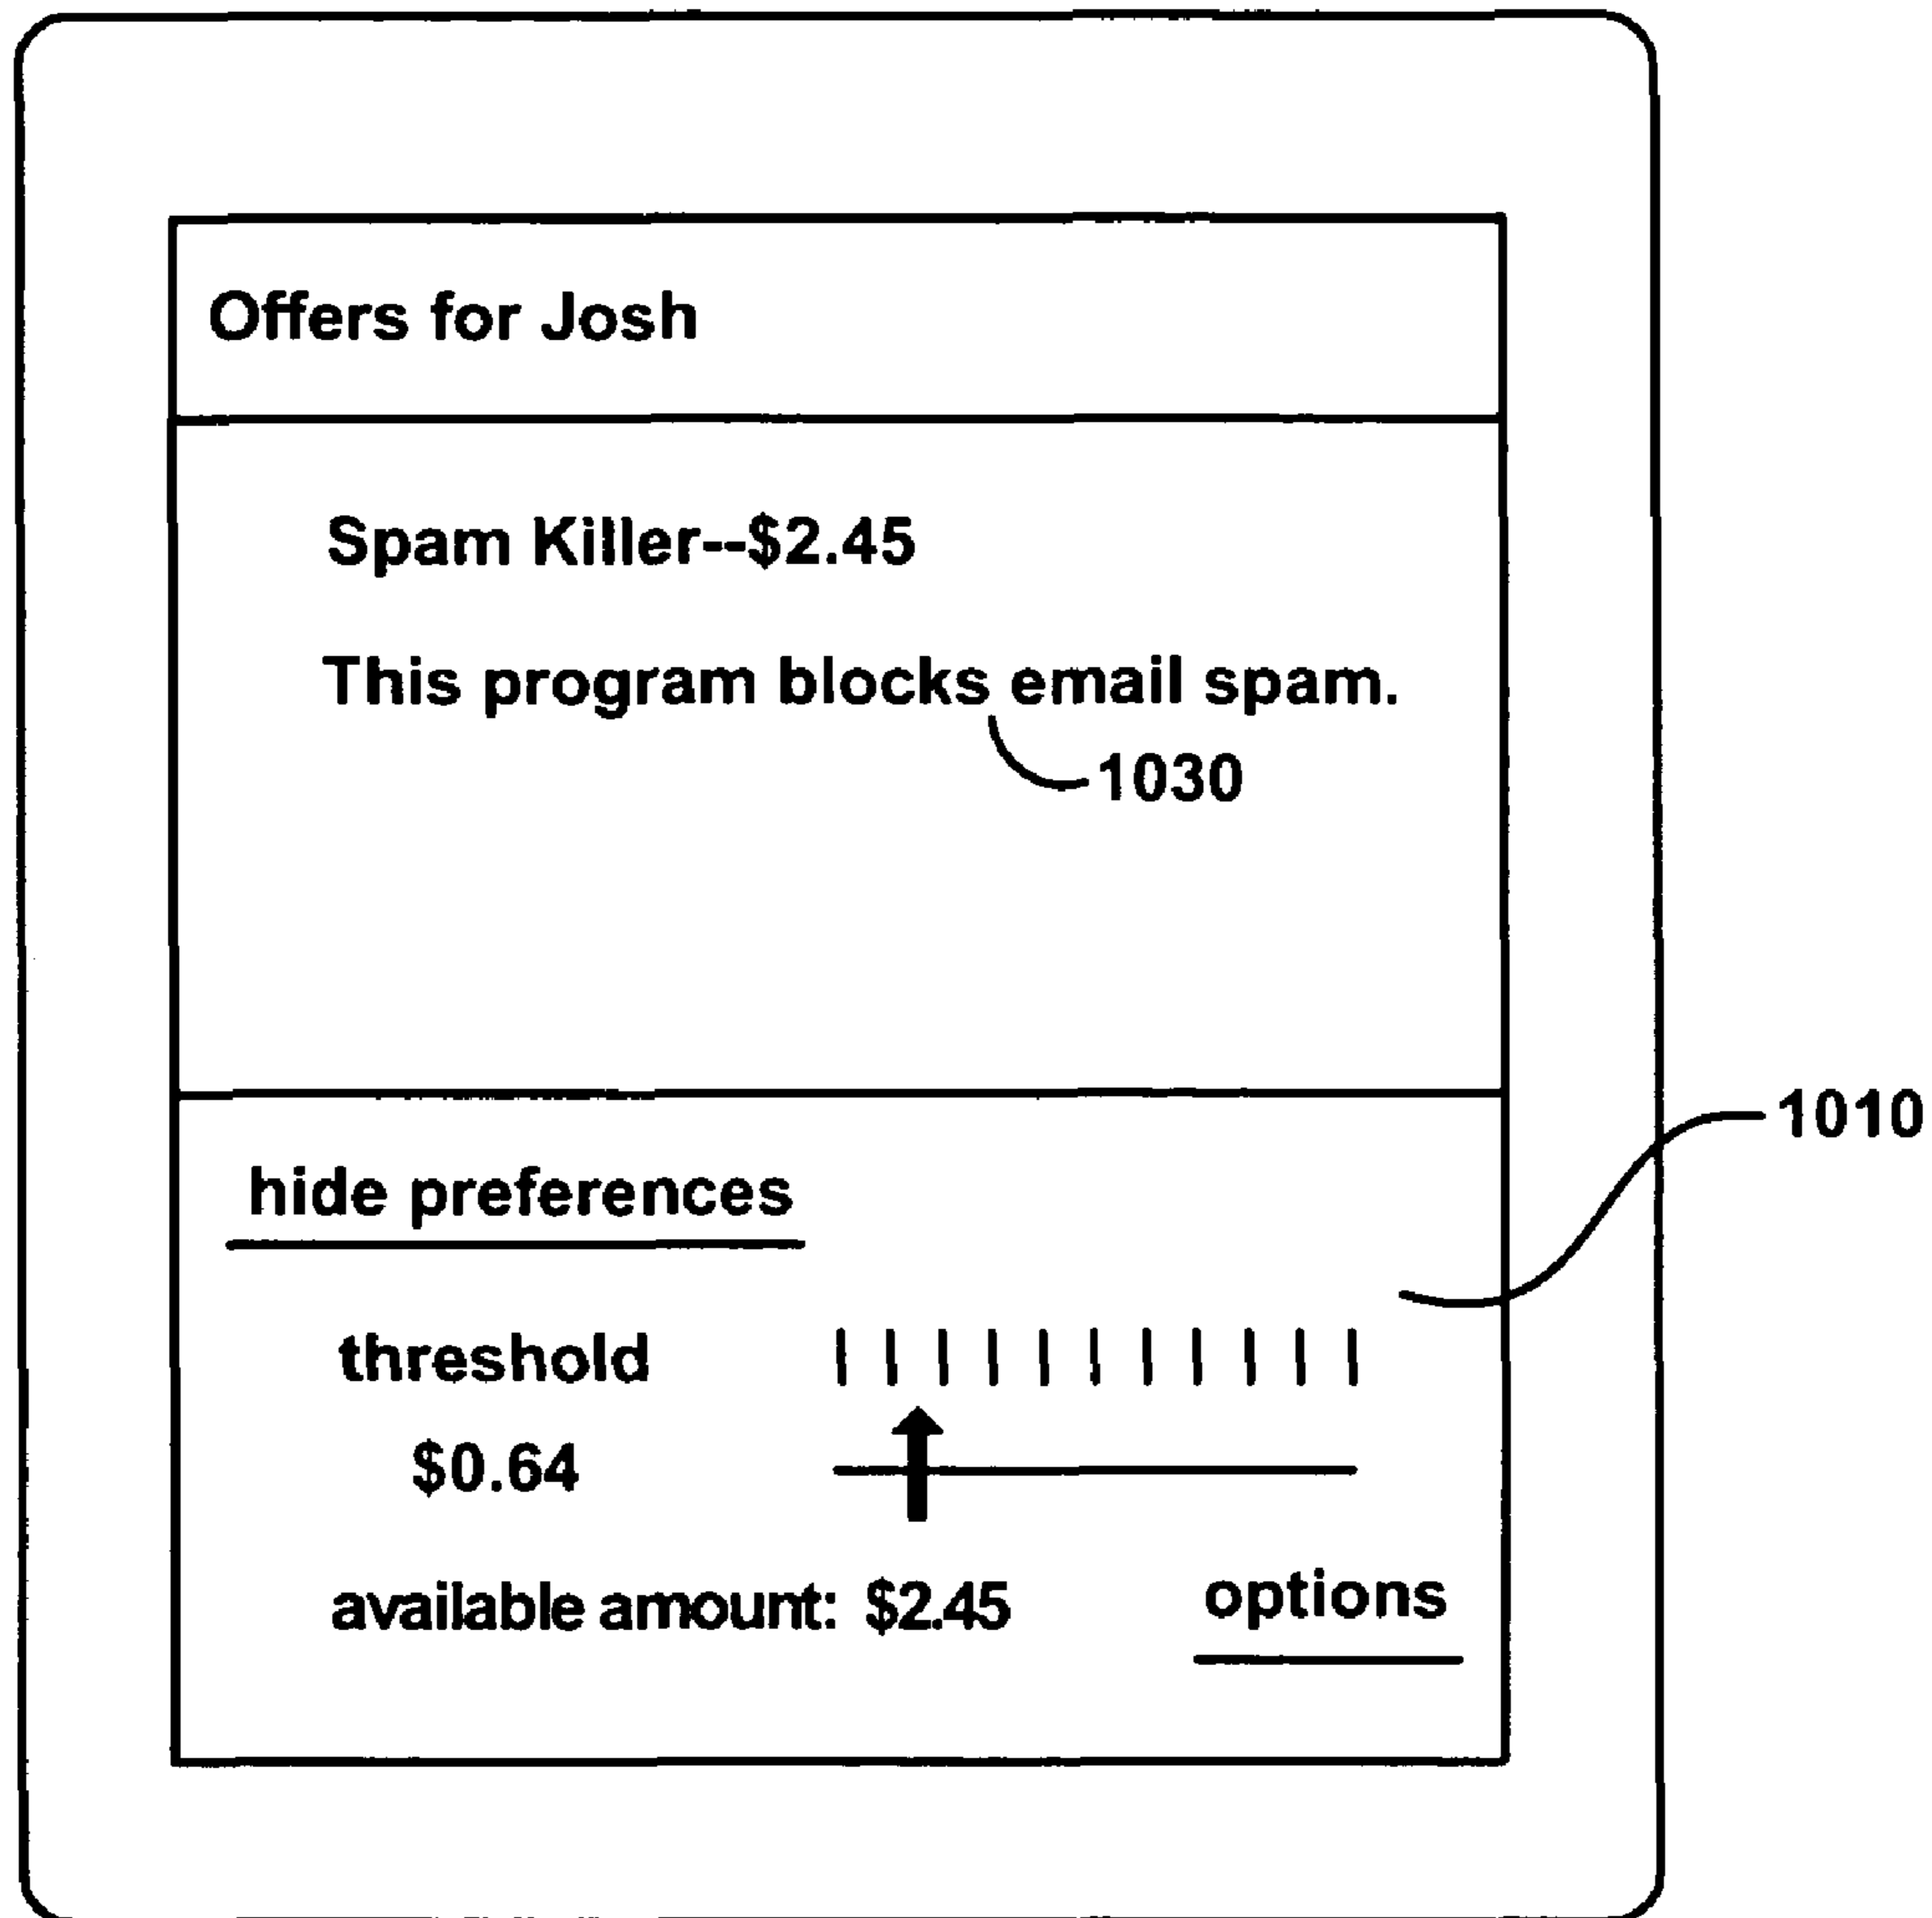 Offers for Josh
Spam Killer--$2.45
This program blocks email spam.
1030
1010
hide preferences
threshold
$0.64
available amount: $2.45
options